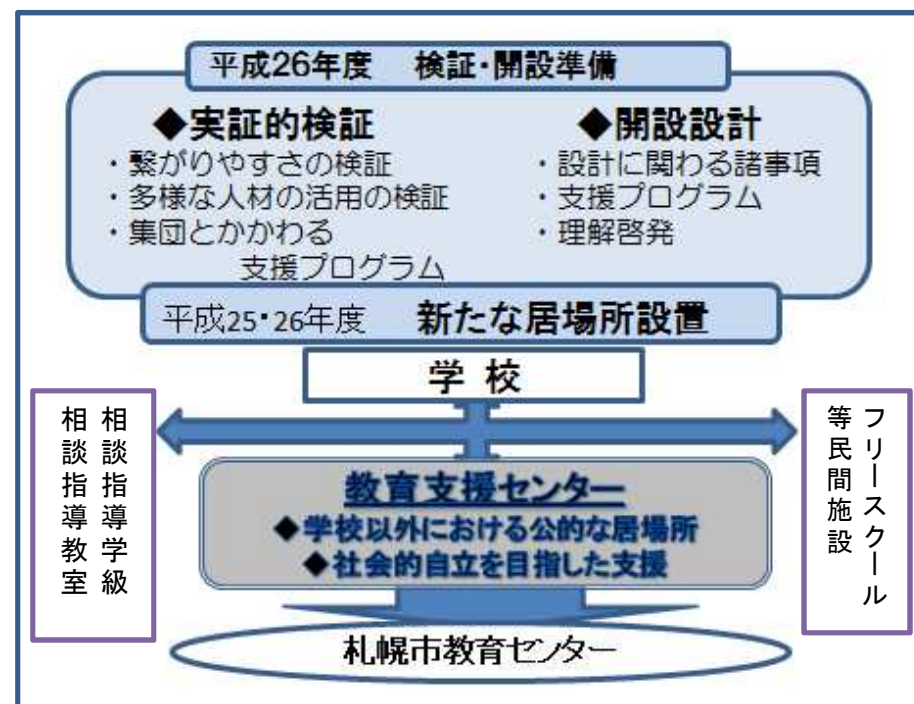 平成26年度　検証・開設準備
◆実証的検証
・繋がりやすさの検証
・多様な人材の活用の検証
・集団とかかわる
支援プログラム
◆開設設計
・設計に関わる諸事項
・支援プログラム
・理解啓発
平成25・26年度　新たな居場所設置
学 校
相談指導学級
相談指導教室
フリースクール
等民間施設
教育支援センター
◆学校以外における公的な居場所
◆社会的自立を目指した支援
札幌市教育センター